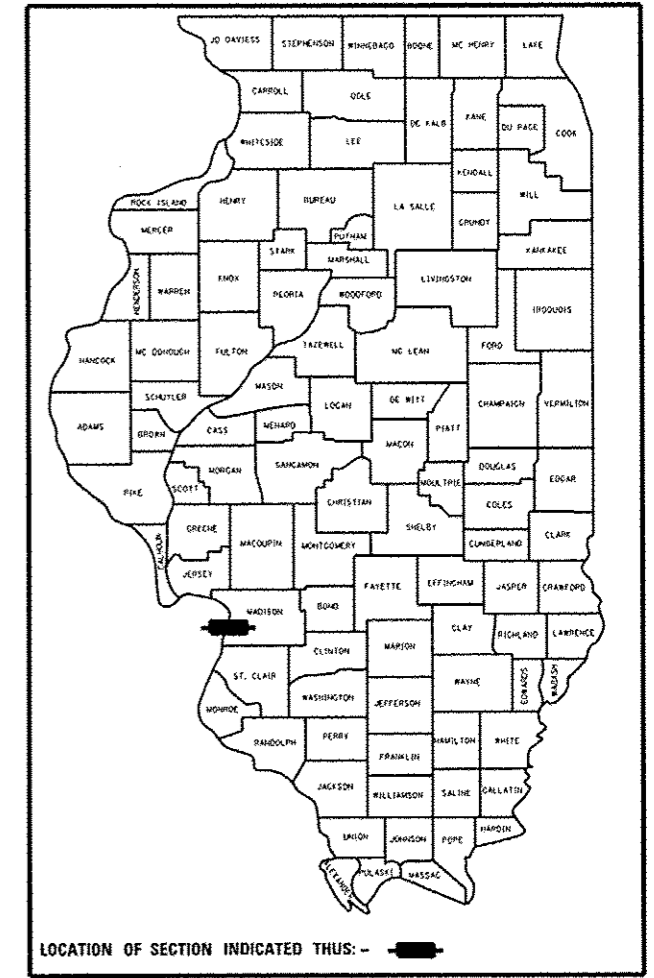 JO DAVIESS STEPHENSON WINNEBAGO BOONE MC HENRY LAKE
CARROLL OGLE DE KALB KANE DU PAGE COOK
WHITESIDE LEE
KENDALL WILL
ROCK ISLAND HENRY BUREAU LA SALLE GRUNDY
MERCER STARK PUTNAM MARSHALL KANKAKEE
HENDERSON WARREN KNOX PEORIA WOODFORD LIVINGSTON IROQUOIS
HANCOCK MC DONOUGH FULTON TAZEWELL MC LEAN FORD
SCHUYLER MASON LOGAN DE WITT CHAMPAIGN VERMILION
ADAMS BROWN CASS MENARD MACON PIATT
PIKE SCOTT MORGAN SANGAMON CHRISTIAN MOULTRIE DOUGLAS EDGAR
COLES
CALHOUN GREENE MACOUPIN MONTGOMERY SHELBY CUMBERLAND CLARK
JERSEY FAYETTE EFFINGHAM JASPER CRAWFORD
MADISON BOND CLAY RICHLAND LAWRENCE
ST. CLAIR CLINTON MARION WAYNE EDWARDS WABASH
MONROE WASHINGTON JEFFERSON
RANDOLPH PERRY FRANKLIN HAMILTON WHITE
JACKSON WILLIAMSON SALINE GALLATIN
UNION JOHNSON POPE HARDIN
ALEXANDER PULASKI MASSAC
LOCATION OF SECTION INDICATED THUS: -